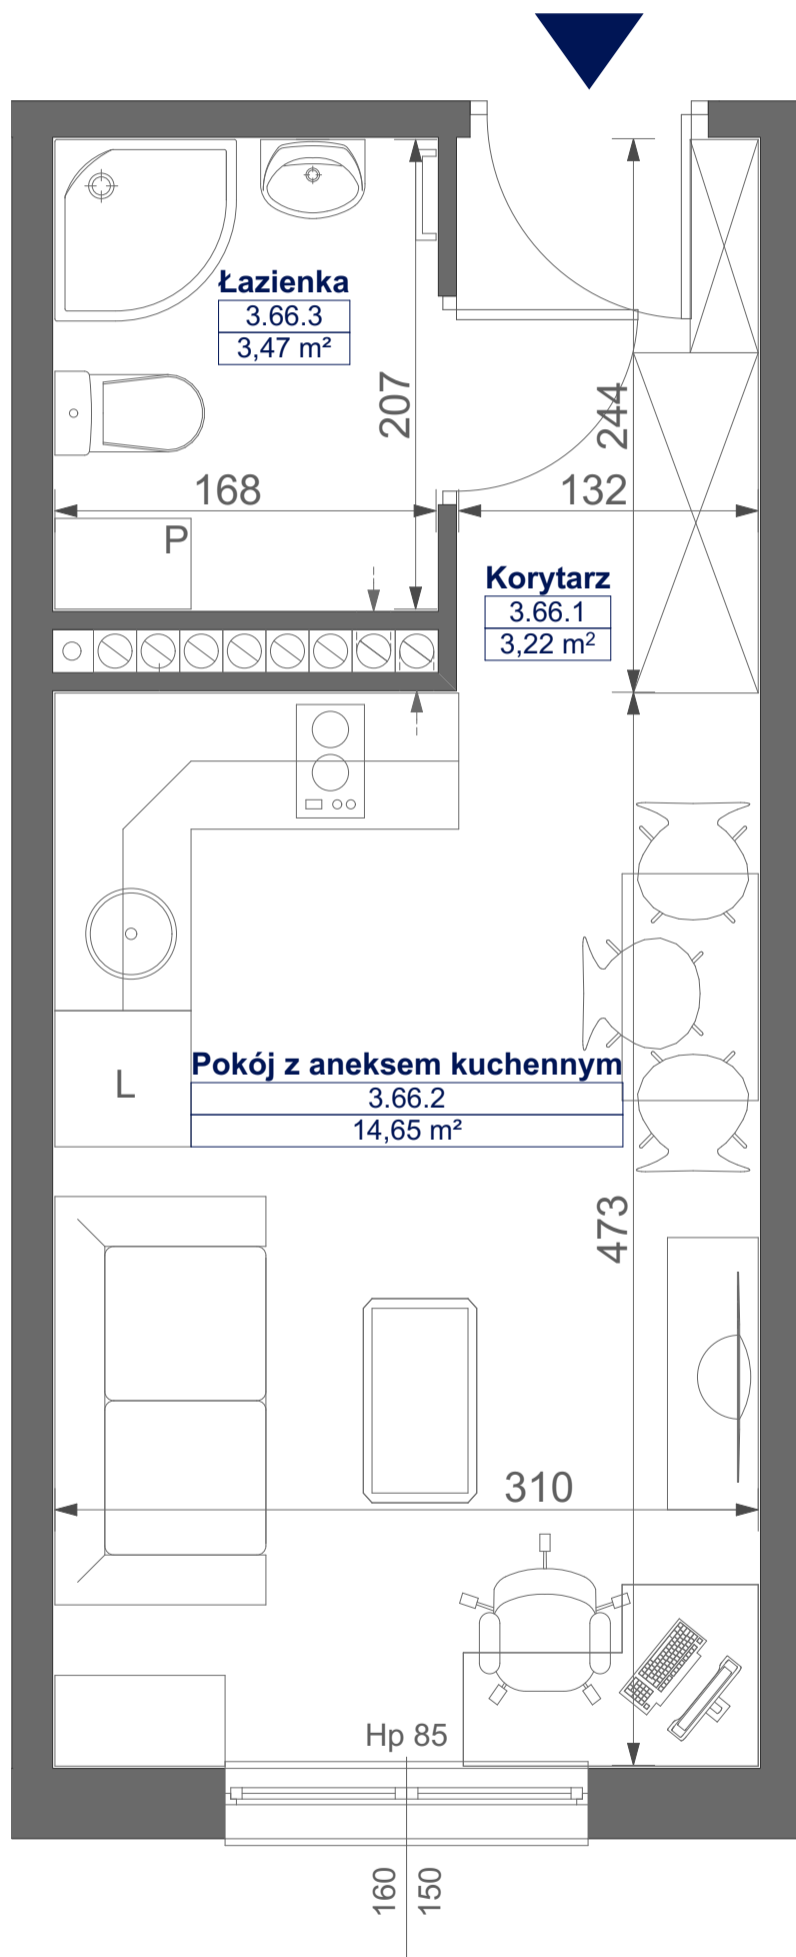 Łazienka
3.66.3
3,47 m²
207
244
168
132
P
Korytarz
3.66.1
3,22 m²
Pokój z aneksem kuchennym
3.66.2
14,65 m²
L
473
310
Hp 85
160
150